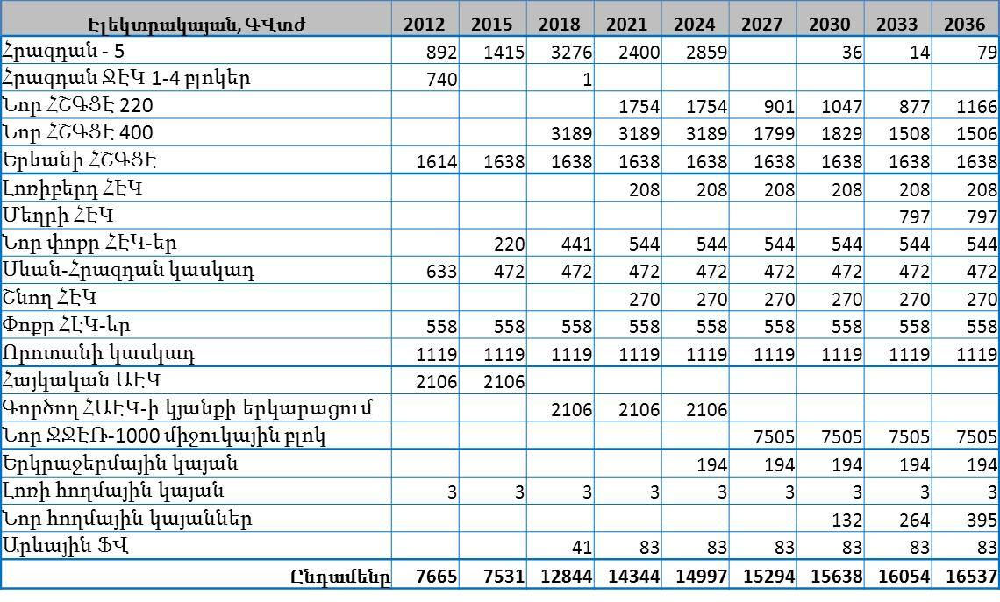 Էլեկտրակայան, ԳՎտժ 2012 2015 2018 2021 2024 2027 2030 2033 2036
Հրազդան - 5 892 1415 3276 2400 2859 36 14 79
Հրազդան ՋԷԿ 1-4 բլոկեր 740 1
Նոր ՀՇԳՑԷ 220 1754 1754 901 1047 877 1166
Նոր ՀՇԳՑԷ 400 3189 3189 3189 1799 1829 1508 1506
Երևանի ՀՇԳՑԷ 1614 1638 1638 1638 1638 1638 1638 1638 1638
Լոռիբերդ ՀԷԿ 208 208 208 208 208 208
Մեղրի ՀԷԿ 797 797
Նոր փոքր ՀԷԿ-եր 220 441 544 544 544 544 544 544
Սևան-Հրազդան կասկադ 633 472 472 472 472 472 472 472 472
Շնող ՀԷԿ 270 270 270 270 270 270
Փոքր ՀԷԿ-եր 558 558 558 558 558 558 558 558 558
Որոտանի կասկադ 1119 1119 1119 1119 1119 1119 1119 1119 1119
Հայկական ԱԷԿ 2106 2106
Գործող ՀԱԷԿ-ի կյանքի երկարացում 2106 2106 2106
Նոր ՋՋԷՌ-1000 միջուկային բլոկ 7505 7505 7505 7505
Երկրաջերմային կայան 194 194 194 194 194
Լոռի հողմային կայան 3 3 3 3 3 3 3 3 3
Նոր հողմային կայաններ 132 264 395
Արևային ՖՎ 41 83 83 83 83 83 83
Ընդամենը 7665 7531 12844 14344 14997 15294 15638 16054 16537